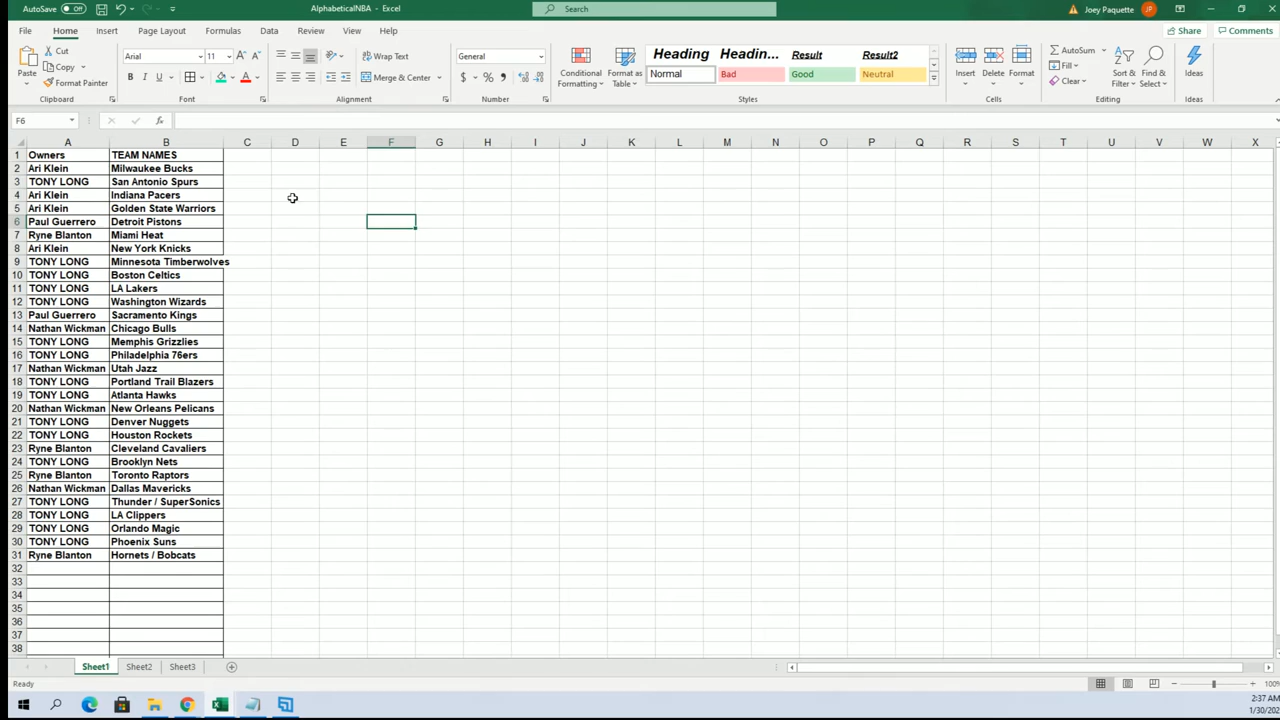 AutoSave Off AlphabeticalNBA - Excel Search Joey Paquette JP
File Home Insert Page Layout Formulas Data Review View Help Share Comments
Paste Cut Copy Format Painter Clipboard
Arial 11 B I U A Font
Wrap Text Merge & Center Alignment
General $ % , Number
Conditional Formatting Format as Table
Heading Headin... Result Result2
Normal Bad Good Neutral
Styles
Insert Delete Format Cells
AutoSum Fill Clear Sort & Filter Find & Select Editing
Ideas Ideas
F6 fx
A B C D E F G H I J K L M N O P Q R S T U V W X
1 Owners TEAM NAMES
2 Ari Klein Milwaukee Bucks
3 TONY LONG San Antonio Spurs
4 Ari Klein Indiana Pacers
5 Ari Klein Golden State Warriors
6 Paul Guerrero Detroit Pistons
7 Ryne Blanton Miami Heat
8 Ari Klein New York Knicks
9 TONY LONG Minnesota Timberwolves
10 TONY LONG Boston Celtics
11 TONY LONG LA Lakers
12 TONY LONG Washington Wizards
13 Paul Guerrero Sacramento Kings
14 Nathan Wickman Chicago Bulls
15 TONY LONG Memphis Grizzlies
16 TONY LONG Philadelphia 76ers
17 Nathan Wickman Utah Jazz
18 TONY LONG Portland Trail Blazers
19 TONY LONG Atlanta Hawks
20 Nathan Wickman New Orleans Pelicans
21 TONY LONG Denver Nuggets
22 TONY LONG Houston Rockets
23 Ryne Blanton Cleveland Cavaliers
24 TONY LONG Brooklyn Nets
25 Ryne Blanton Toronto Raptors
26 Nathan Wickman Dallas Mavericks
27 TONY LONG Thunder / SuperSonics
28 TONY LONG LA Clippers
29 TONY LONG Orlando Magic
30 TONY LONG Phoenix Suns
31 Ryne Blanton Hornets / Bobcats
32
33
34
35
36
37
38
Sheet1 Sheet2 Sheet3
Ready 100%
2:37 AM
1/30/202